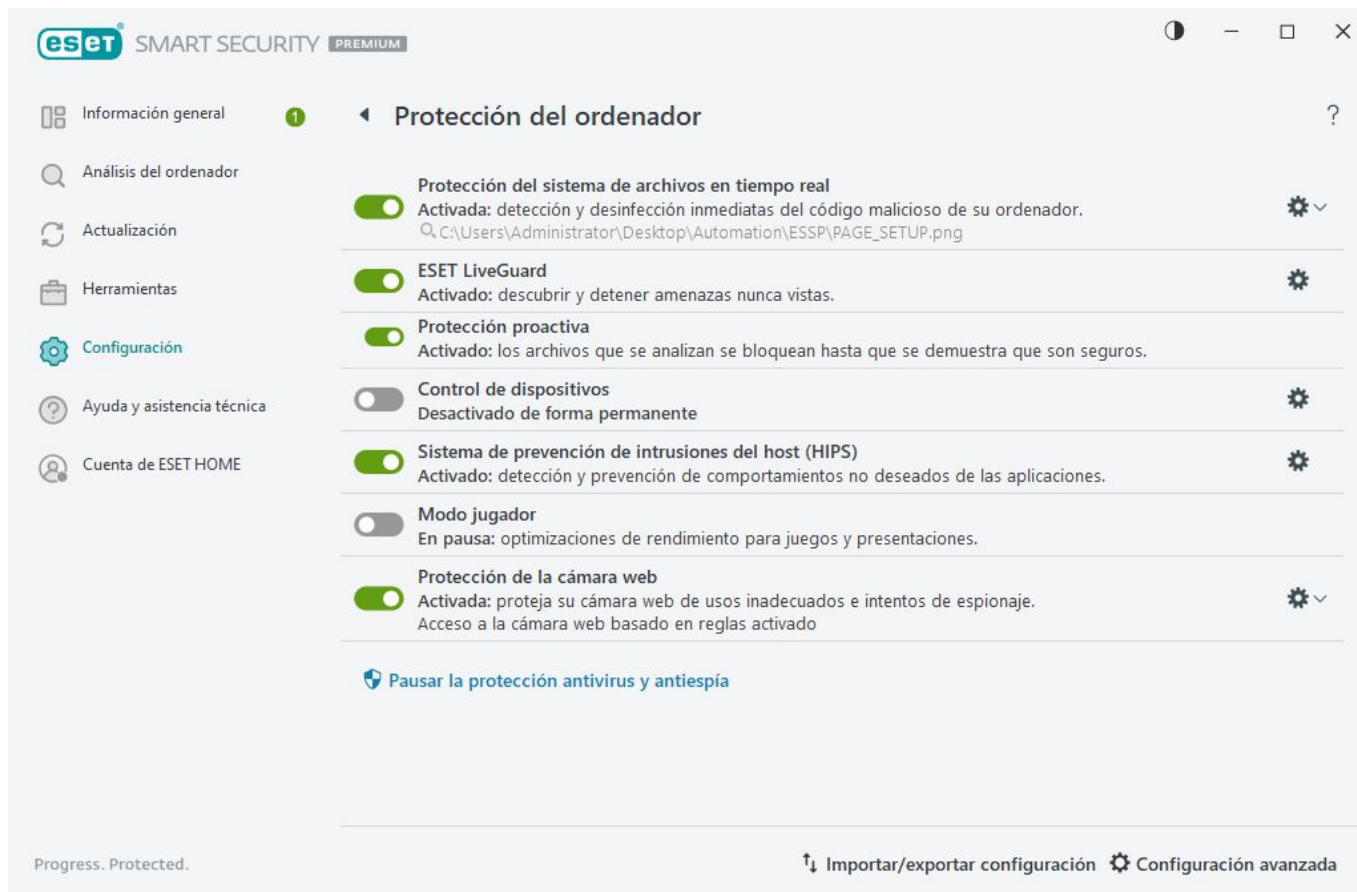 eset SMART SECURITY PREMIUM
Información general 1
Análisis del ordenador
Actualización
Herramientas
Configuración
Ayuda y asistencia técnica
Cuenta de ESET HOME
Protección del ordenador ?
Protección del sistema de archivos en tiempo real
Activada: detección y desinfección inmediatas del código malicioso de su ordenador.
C:\Users\Administrator\Desktop\Automation\ESSP\PAGE_SETUP.png
ESET LiveGuard
Activado: descubrir y detener amenazas nunca vistas.
Protección proactiva
Activado: los archivos que se analizan se bloquean hasta que se demuestra que son seguros.
Control de dispositivos
Desactivado de forma permanente
Sistema de prevención de intrusiones del host (HIPS)
Activado: detección y prevención de comportamientos no deseados de las aplicaciones.
Modo jugador
En pausa: optimizaciones de rendimiento para juegos y presentaciones.
Protección de la cámara web
Activada: proteja su cámara web de usos inadecuados e intentos de espionaje.
Acceso a la cámara web basado en reglas activado
Pausar la protección antivirus y antiespía
Progress. Protected.
Importar/exportar configuración Configuración avanzada